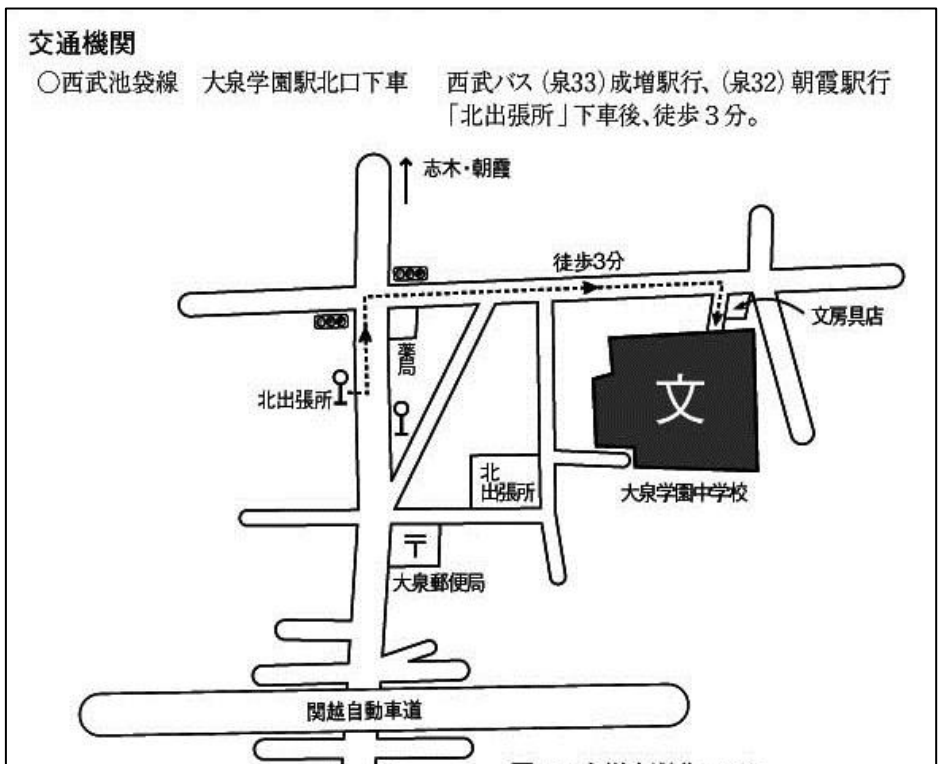 交通機関
○西武池袋線　大泉学園駅北口下車　西武バス（泉33）成増駅行、（泉32）朝霞駅行
「北出張所」下車後、徒歩３分。
志木・朝霞
徒歩3分
文房具店
薬局
北出張所
文
北
出張所
大泉学園中学校
〒
大泉郵便局
関越自動車道